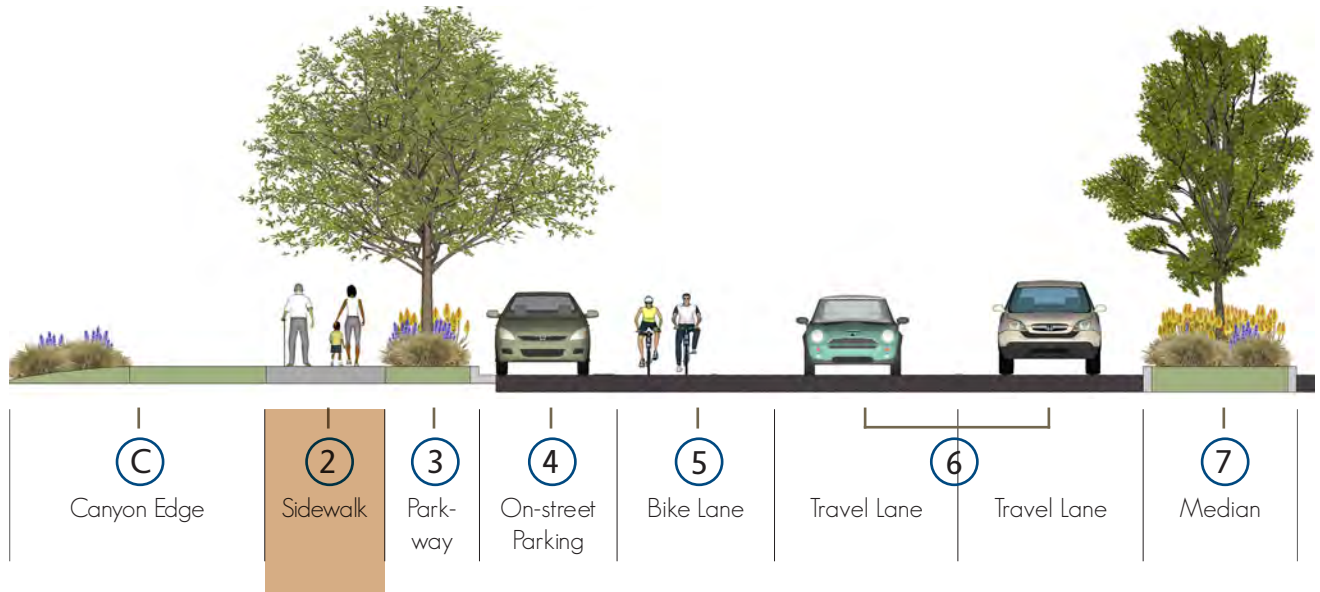 C
Canyon Edge
2
Sidewalk
3
Park-
way
4
On-street
Parking
5
Bike Lane
6
Travel Lane
Travel Lane
7
Median